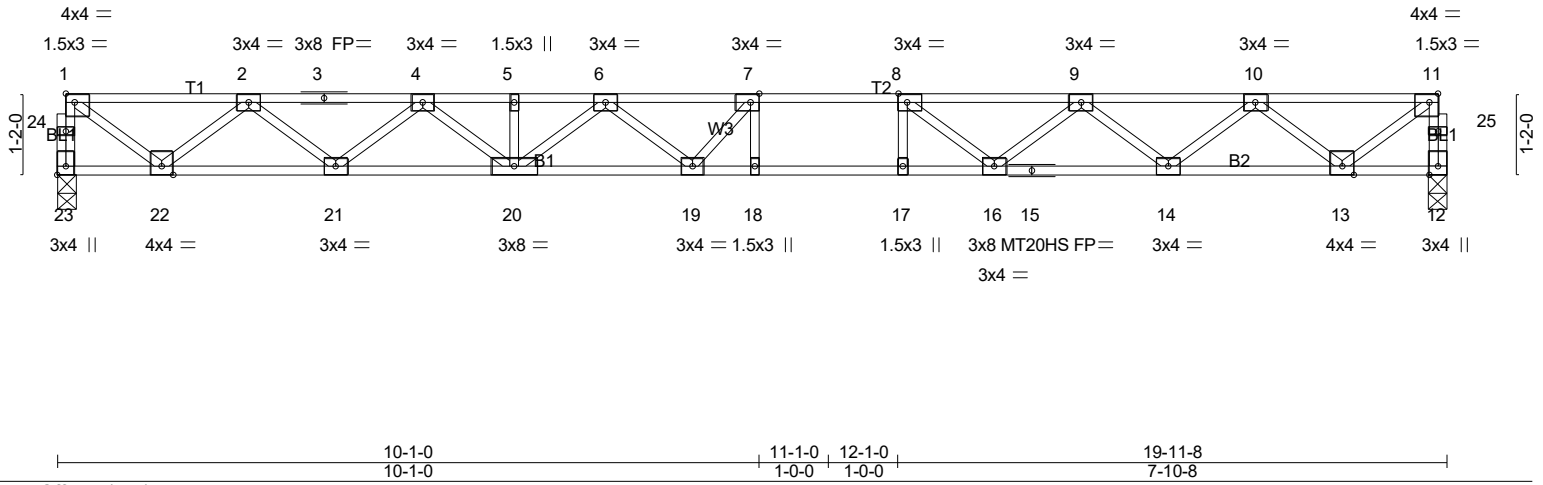 4x4 = 4x4 =
1.5x3 = 3x4 = 3x8 FP= 3x4 = 1.5x3 || 3x4 = 3x4 = 3x4 = 3x4 = 3x4 = 1.5x3 =
1 2 3 4 5 6 7 8 9 10 11
T1 T2
1-2-0 24 BL1 W3 BL1 25 1-2-0
B1 B2
23 22 21 20 19 18 17 16 15 14 13 12
3x4 || 4x4 = 3x4 = 3x8 = 3x4 = 1.5x3 || 1.5x3 || 3x8 MT20HS FP= 3x4 = 4x4 = 3x4 ||
3x4 =
10-1-0 11-1-0 12-1-0 19-11-8
10-1-0 1-0-0 1-0-0 7-10-8